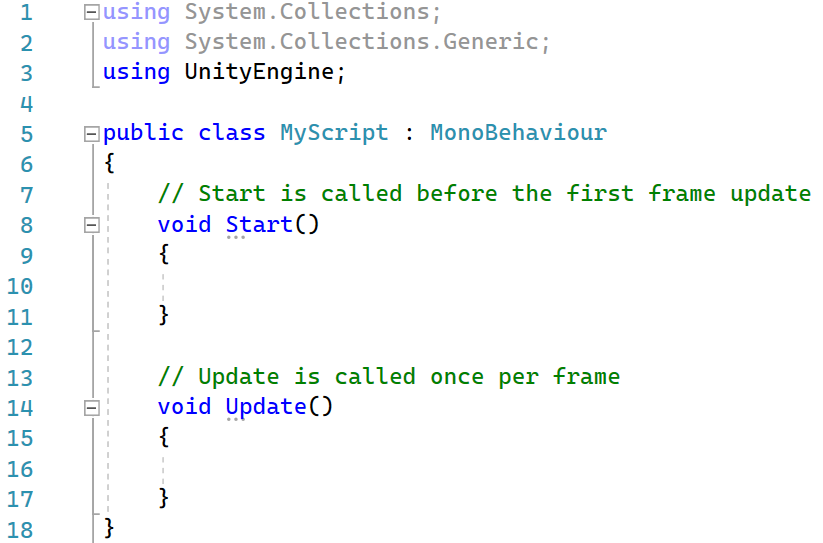 1 using System.Collections;
2 using System.Collections.Generic;
3 using UnityEngine;
4
5 public class MyScript : MonoBehaviour
6 {
7     // Start is called before the first frame update
8     void Start()
9     {
10
11     }
12
13     // Update is called once per frame
14     void Update()
15     {
16
17     }
18 }